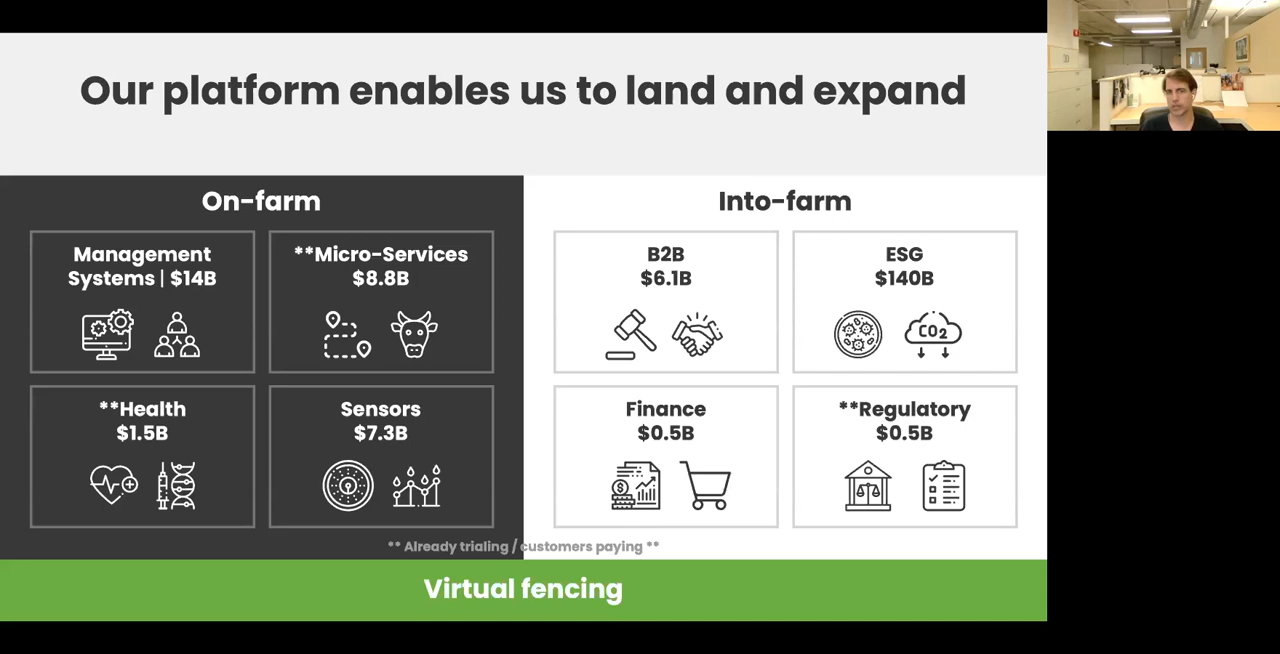 Our platform enables us to land and expand
On-farm
Management
Systems | $14B
**Micro-Services
$8.8B
**Health
$1.5B
Sensors
$7.3B
Into-farm
B2B
$6.1B
ESG
$140B
CO2
Finance
$0.5B
$
**Regulatory
$0.5B
** Already trialing / customers paying **
Virtual fencing